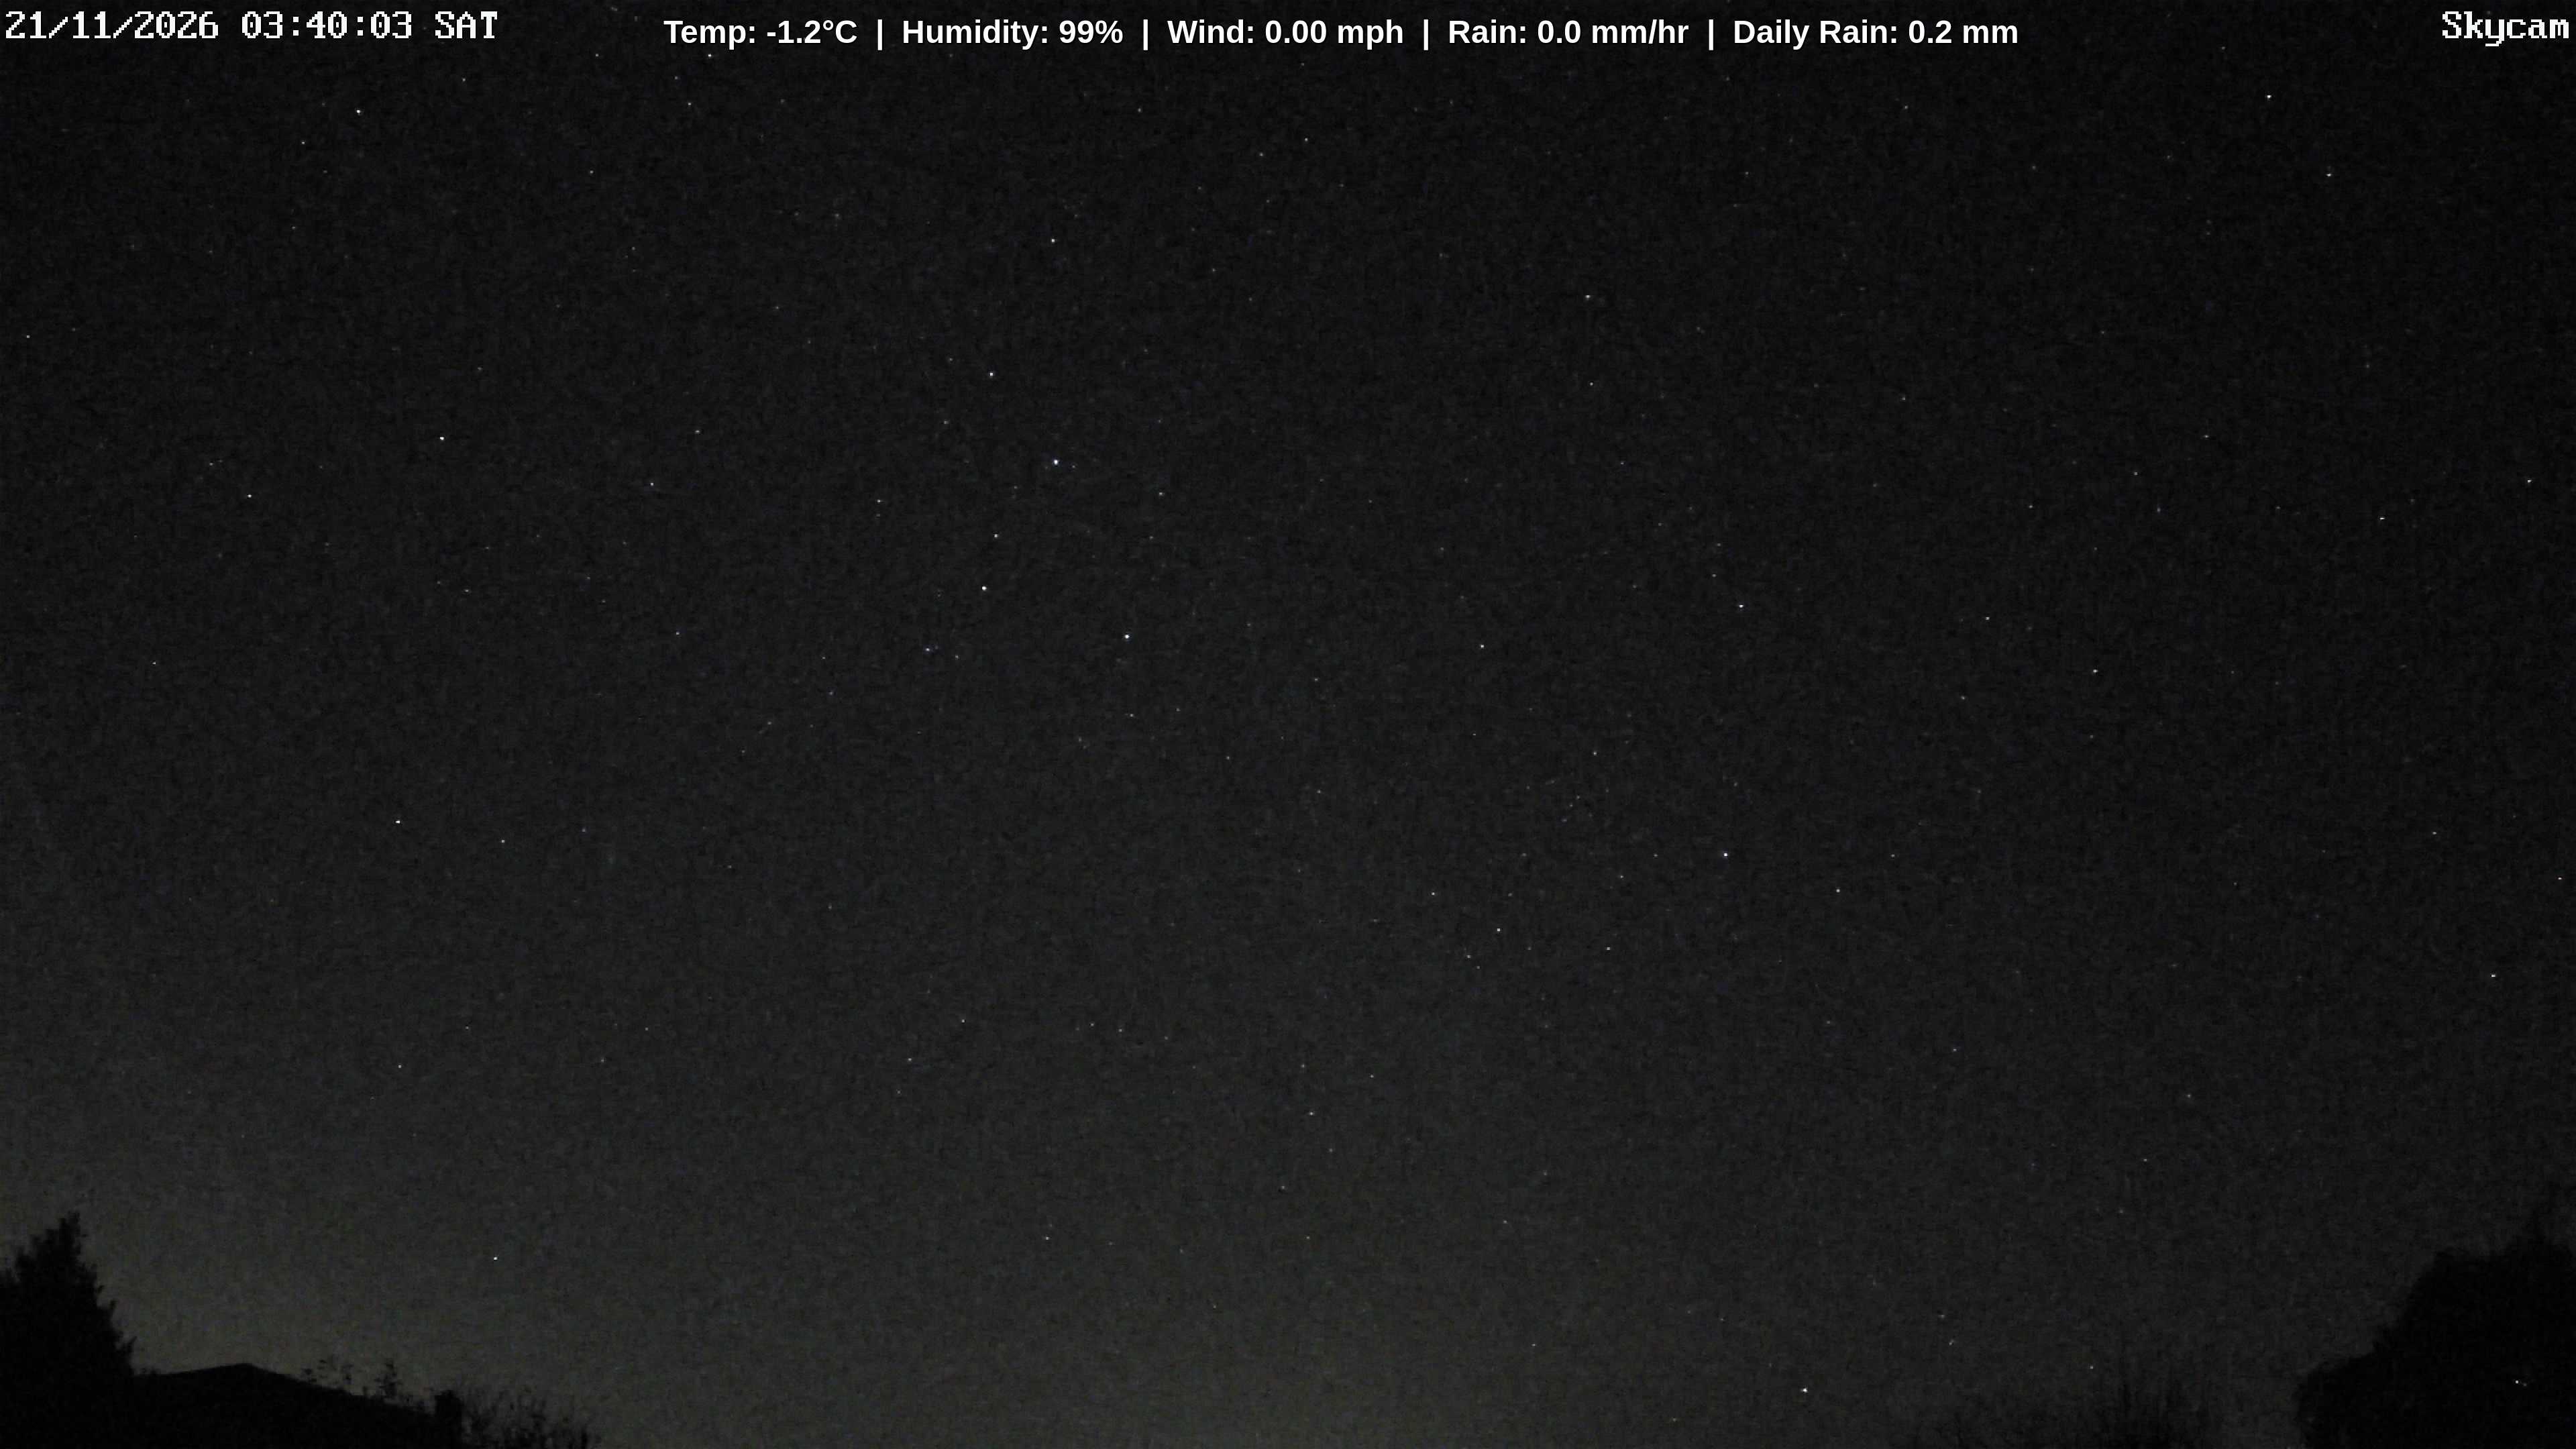 21/11/2026 03:40:03 SAT
Temp: -1.2°C | Humidity: 99% | Wind: 0.00 mph | Rain: 0.0 mm/hr | Daily Rain: 0.2 mm
Skycam